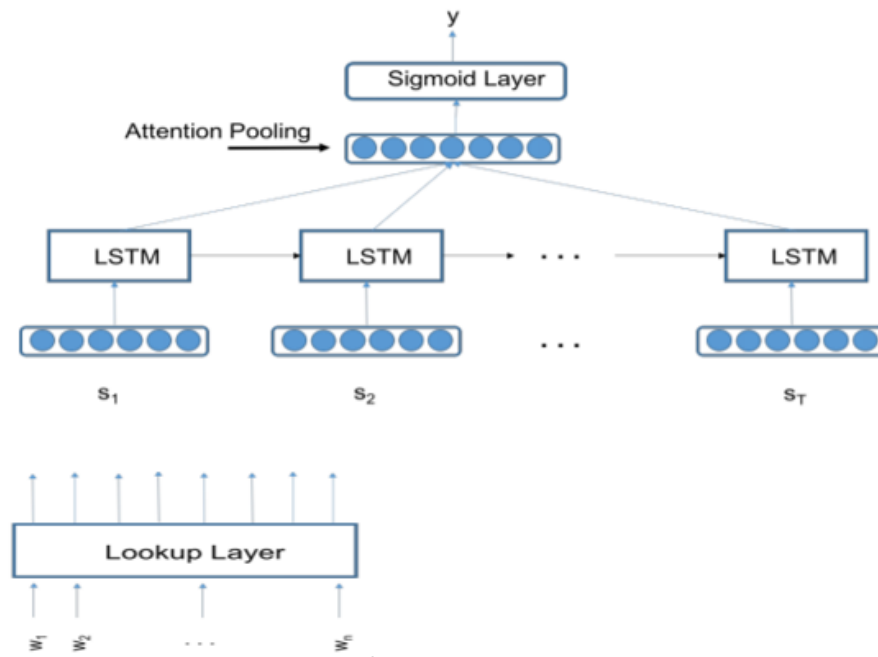 y
Sigmoid Layer
Attention Pooling
LSTM LSTM . . . LSTM
. . .
s1 s2 sT
Lookup Layer
w1 w2 . . . wn